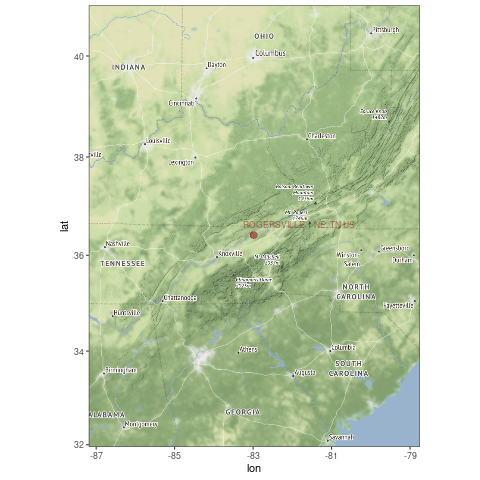 OHIO
Pittsburgh
40
Columbus
INDIANA
Dayton
Cincinnati
Charleston
Louisville
ville
38
Lexington
ROGERSVILLE 1 NE, TN US
Nashville
Greensboro
Knoxville
Winston-
Salem
Durham
36
TENNESSEE
NORTH
CAROLINA
Chattanooga
Fayetteville
Huntsville
lat
34
Athens
Columbia
Birmingham
SOUTH
CAROLINA
Augusta
ALABAMA
GEORGIA
Montgomery
Savannah
32
-87
-85
-83
-81
-79
lon